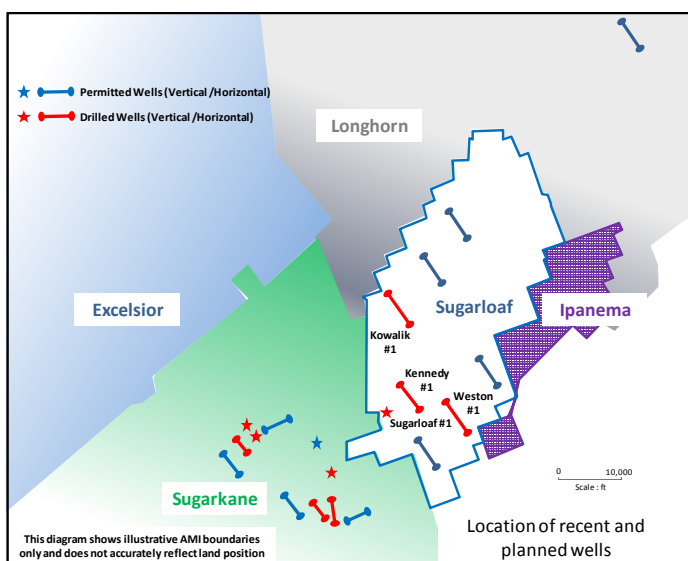 Permitted Wells (Vertical /Horizontal)
Drilled Wells (Vertical/Horizontal)
Longhorn
Excelsior
Sugarloaf
Ipanema
Kowalik
#1
Kennedy
#1
Weston
#1
Sugarloaf #1
Sugarkane
0
10,000
Scale : ft
Location of recent and
planned wells
This diagram shows illustrative AMI boundaries
only and does not accurately reflect land position